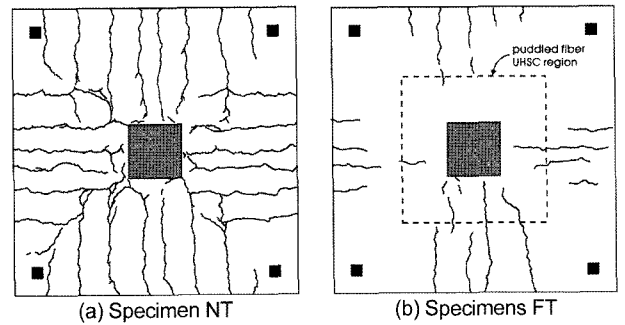 puddled fiber
UHSC region
(a) Specimen NT
(b) Specimens FT